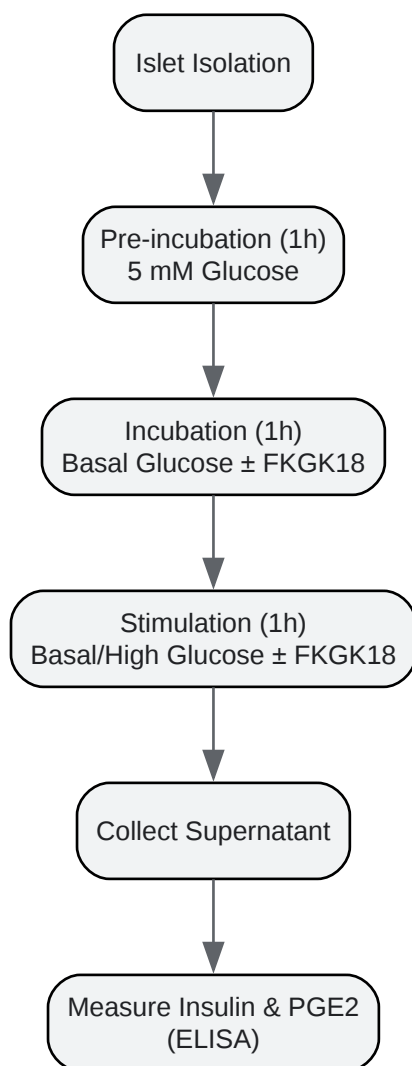 Islet Isolation
Pre-incubation (1h)
5 mM Glucose
Incubation (1h)
Basal Glucose ± FKGK18
Stimulation (1h)
Basal/High Glucose ± FKGK18
Collect Supernatant
Measure Insulin & PGE2
(ELISA)